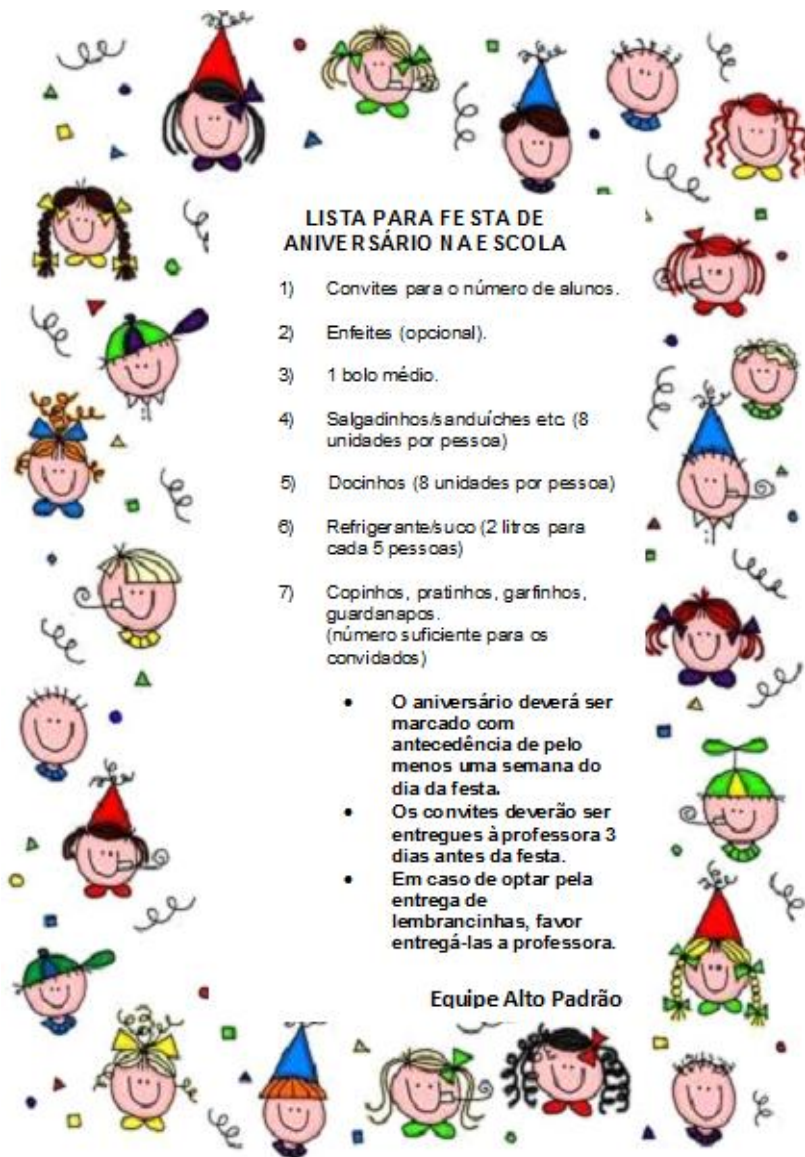 LISTA PARA FESTA DE
ANIVERSÁRIO NA ESCOLA
1) Convites para o número de alunos.
2) Enfeites (opcional).
3) 1 bolo médio.
4) Salgadinhos/sanduíches etc. (8
unidades por pessoa)
5) Docinhos (8 unidades por pessoa)
6) Refrigerante/suco (2 litros para
cada 5 pessoas)
7) Copinhos, pratinhos, garfinhos,
guardanapos.
(número suficiente para os
convidados)
• O aniversário deverá ser
marcado com
antecedência de pelo
menos uma semana do
dia da festa.
• Os convites deverão ser
entregues à professora 3
dias antes da festa.
• Em caso de optar pela
entrega de
lembrancinhas, favor
entregá-las a professora.
Equipe Alto Padrão